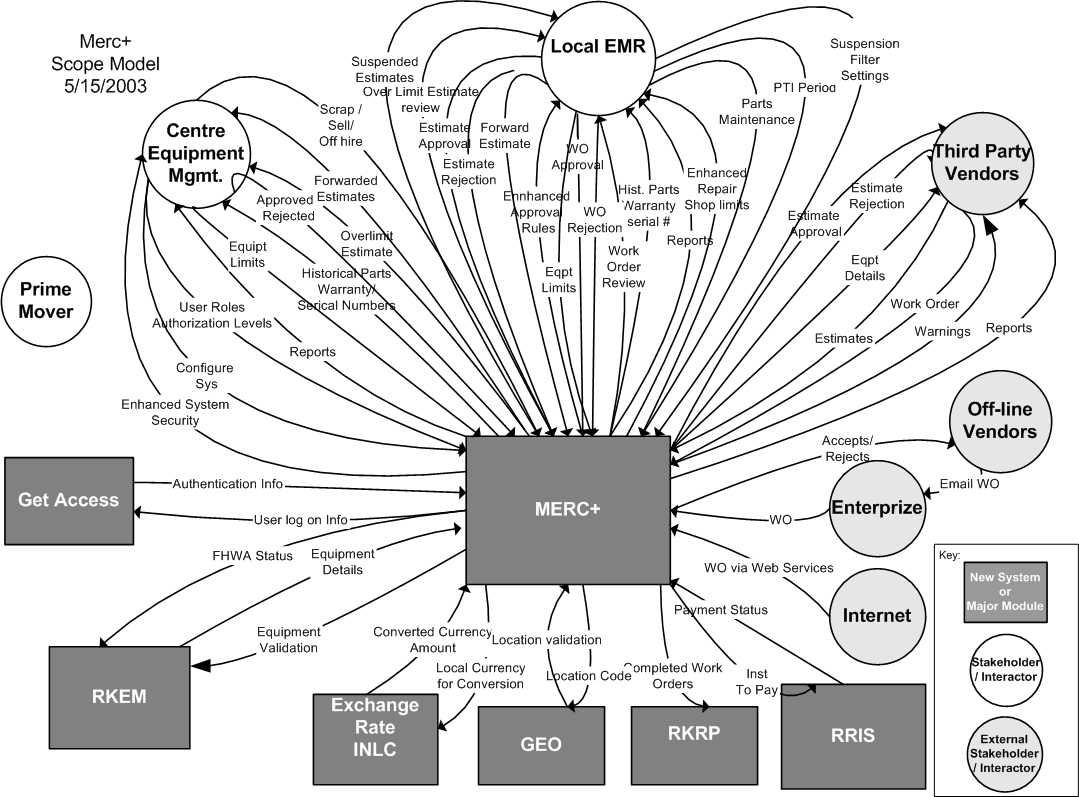 Merc+
Scope Model
5/15/2003
Local EMR
Centre
Equipment
Mgmt.
Third Party
Vendors
Prime
Mover
Off-line
Vendors
Enterprize
Internet
Get Access
MERC+
RKEM
Exchange
Rate
INLC
GEO
RKRP
RRIS
Suspended
Estimates
Over Limit Estimate
review
Scrap /
Sell/
Off hire
Estimate
Approval
Forward
Estimate
Estimate
Rejection
Forwarded
Estimates
Approved
Rejected
Overlimit
Estimate
Equipt
Limits
Historical Parts
Warranty/
Serical Numbers
User Roles
Authorization Levels
Reports
Configure
Sys
Enhanced System
Security
Ennhanced
Approval
Rules
WO
Approval
WO
Rejection
Eqpt
Limits
Hist. Parts
Warranty
serial #
Work
Order
Review
Enhanced
Repair
Shop limits
Reports
Parts
Maintenance
PTI Period
Suspension
Filter
Settings
Estimate
Rejection
Estimate
Approval
Eqpt
Details
Work Order
Estimates
Warnings
Reports
Accepts/
Rejects
Email WO
WO
WO via Web Services
Authentication Info
User log on Info
FHWA Status
Equipment
Details
Equipment
Validation
Converted Currency
Amount
Local Currency
for Conversion
Location validation
Location Code
Completed Work
Orders
Payment Status
Inst
To Pay
Key:
New System
or
Major Module
Stakeholder
/ Interactor
External
Stakeholder
/ Interactor